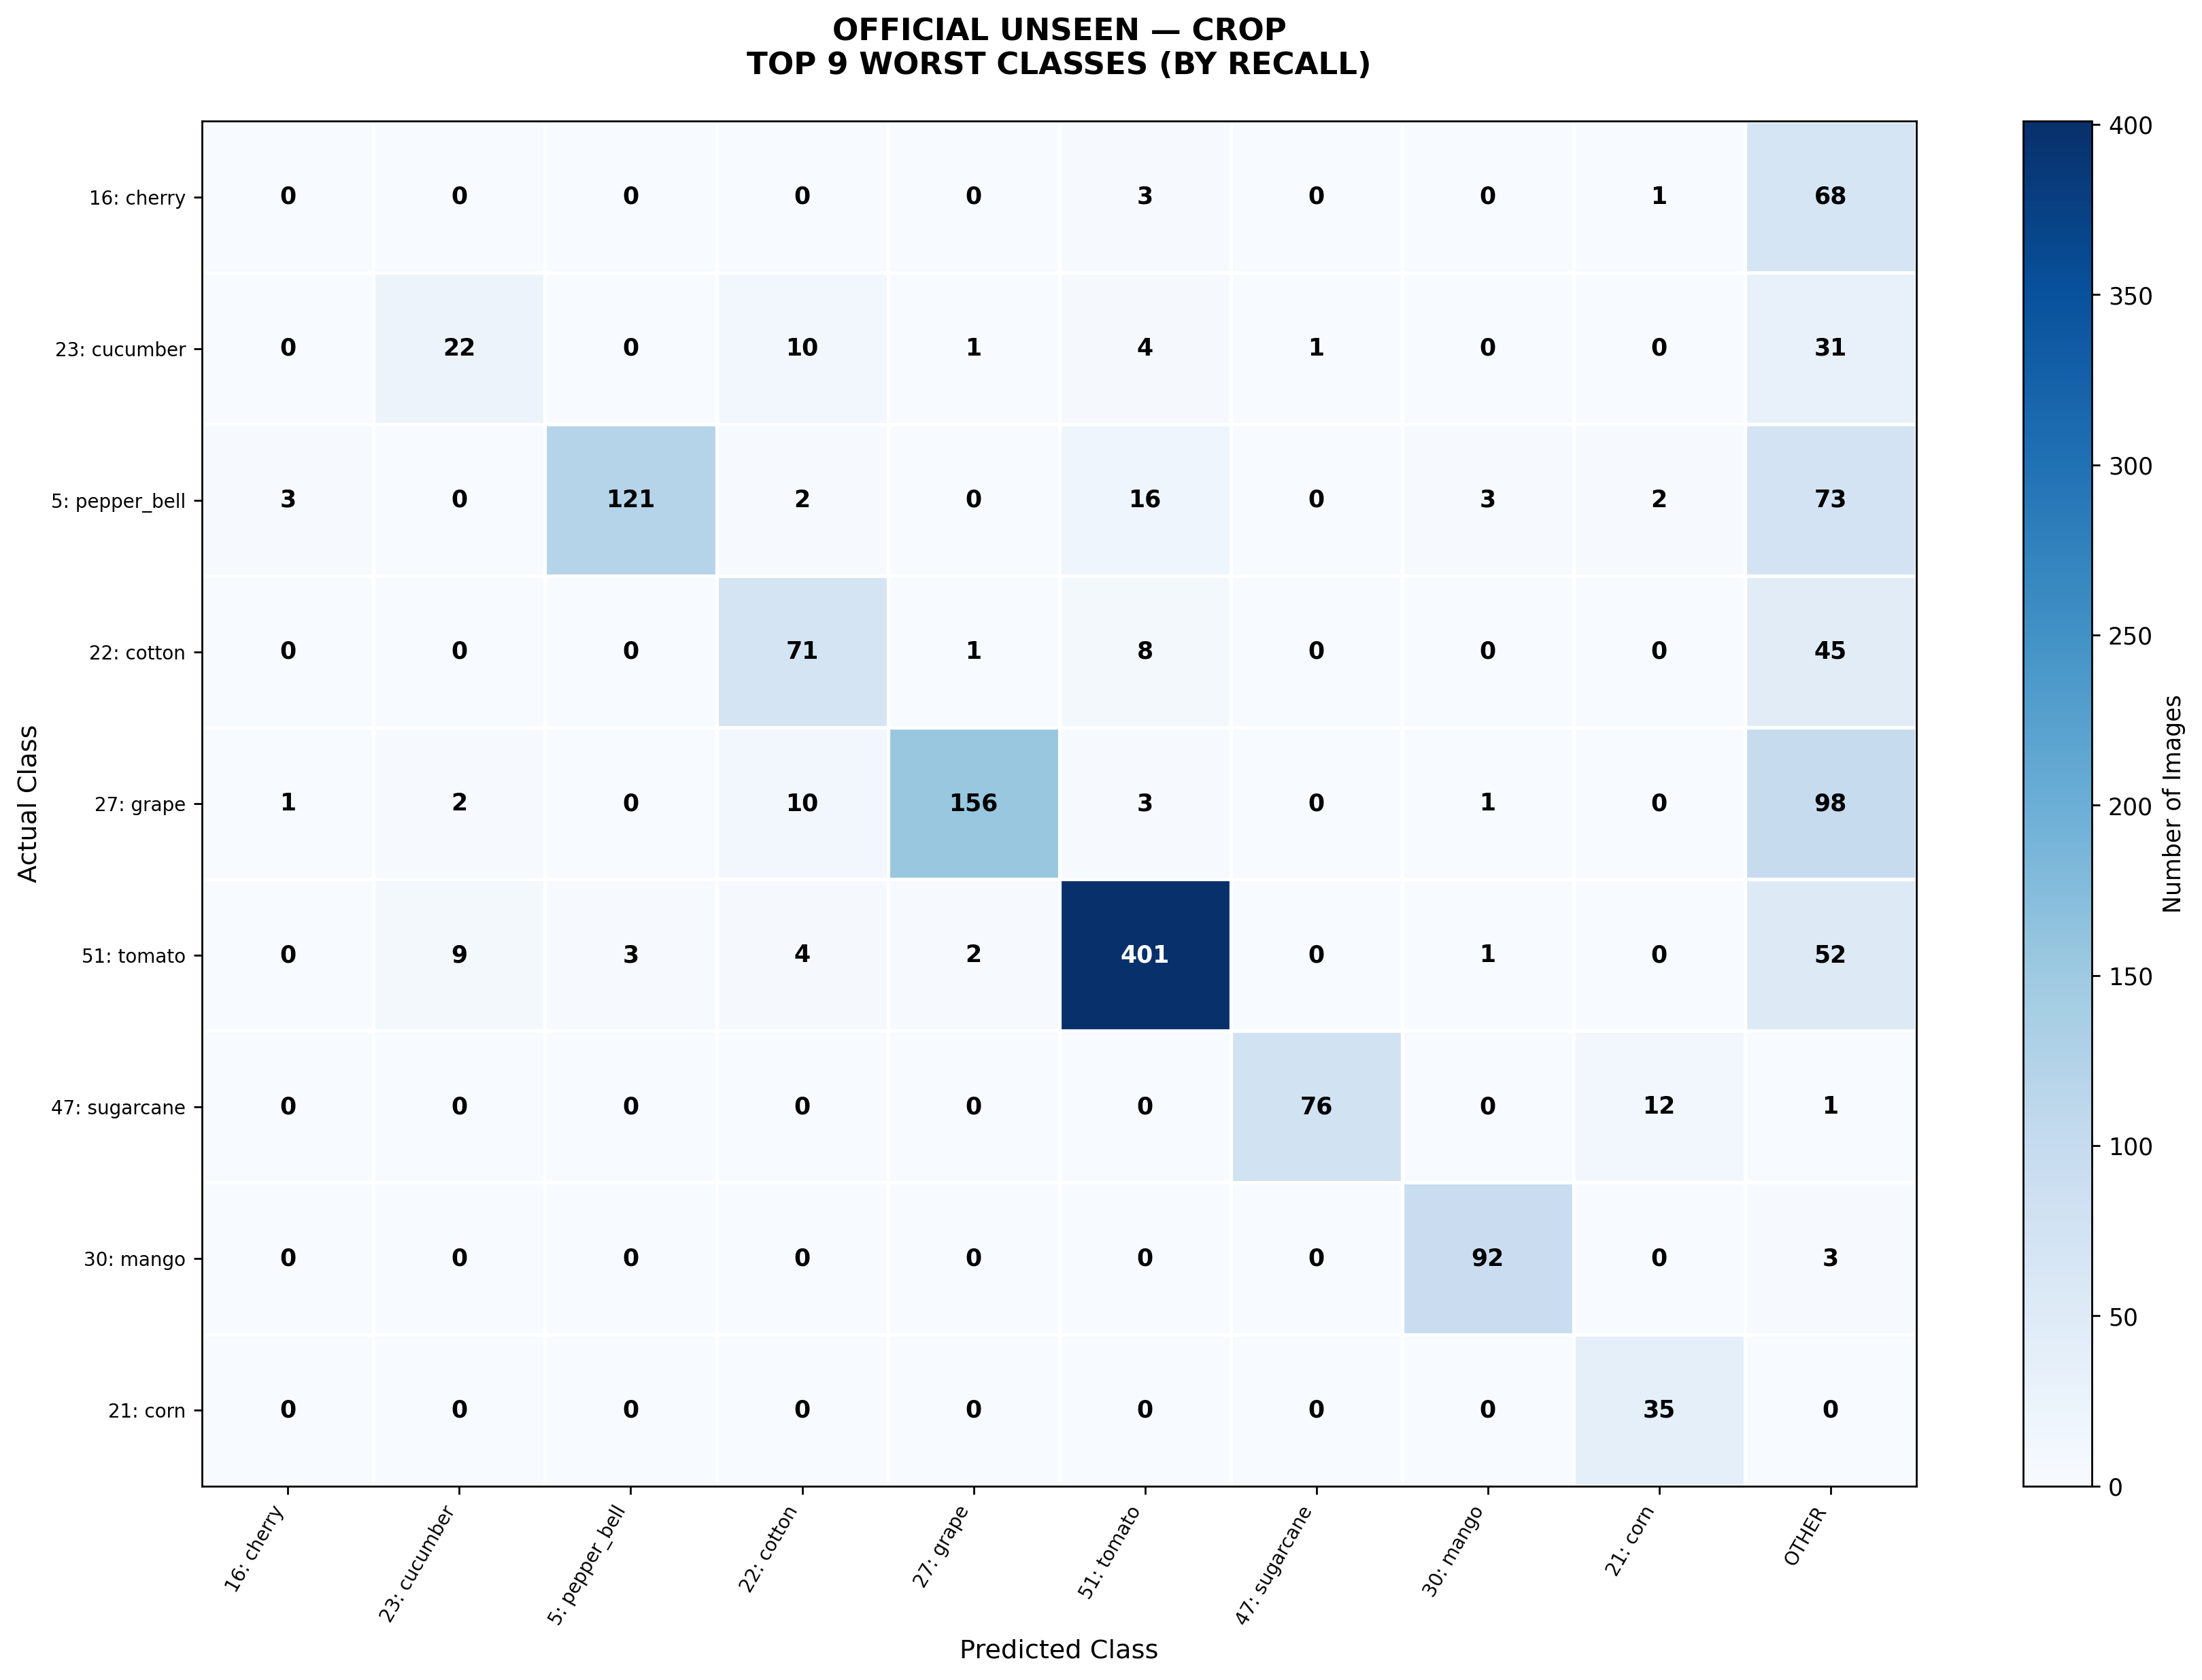 OFFICIAL UNSEEN — CROP
TOP 9 WORST CLASSES (BY RECALL)
Actual Class
16: cherry 0 0 0 0 0 3 0 0 1 68
23: cucumber 0 22 0 10 1 4 1 0 0 31
5: pepper_bell 3 0 121 2 0 16 0 3 2 73
22: cotton 0 0 0 71 1 8 0 0 0 45
27: grape 1 2 0 10 156 3 0 1 0 98
51: tomato 0 9 3 4 2 401 0 1 0 52
47: sugarcane 0 0 0 0 0 0 76 0 12 1
30: mango 0 0 0 0 0 0 0 92 0 3
21: corn 0 0 0 0 0 0 0 0 35 0
16: cherry 23: cucumber 5: pepper_bell 22: cotton 27: grape 51: tomato 47: sugarcane 30: mango 21: corn OTHER
Predicted Class
400
350
300
250
200
150
100
50
0
Number of Images